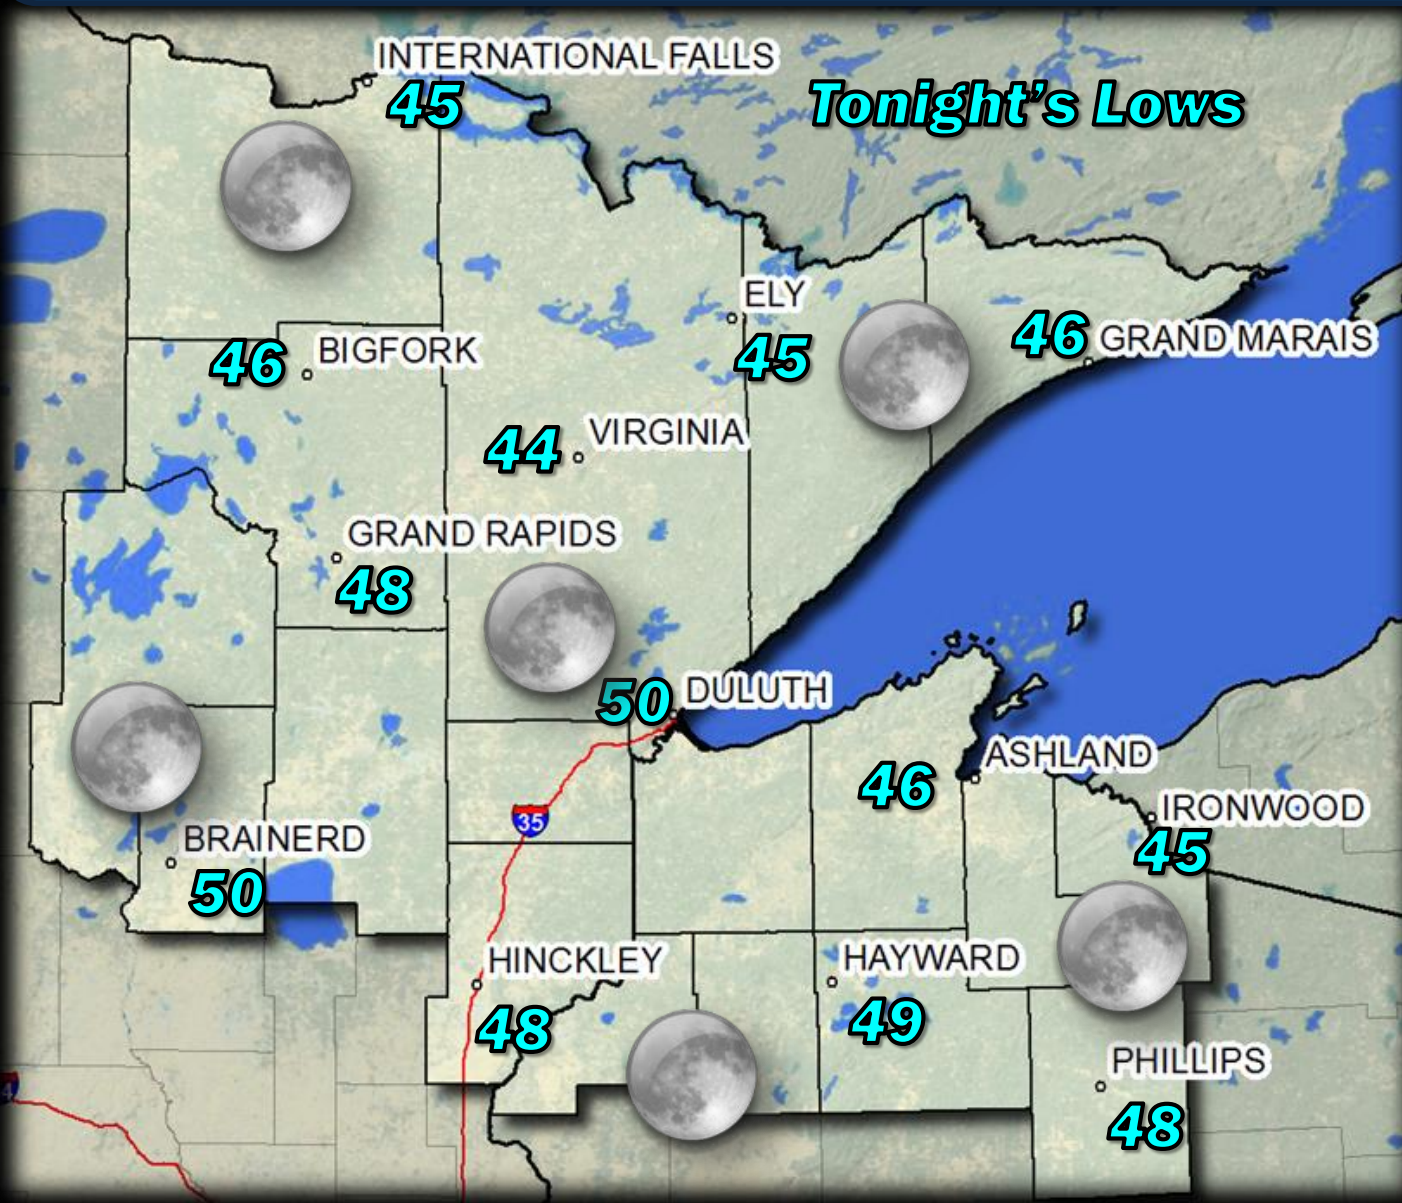 INTERNATIONAL FALLS
45
Tonight's Lows
ELY
45
46
GRAND MARAIS
46
BIGFORK
44
VIRGINIA
GRAND RAPIDS
48
50
DULUTH
46
ASHLAND
IRONWOOD
45
35
BRAINERD
50
HINCKLEY
48
HAYWARD
49
PHILLIPS
48
4